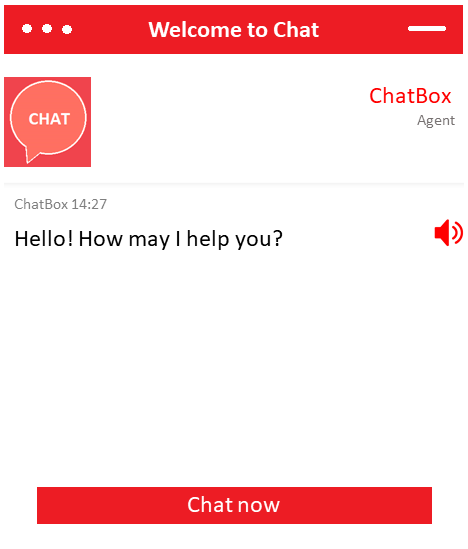 Welcome to Chat
CHAT
ChatBox
Agent
ChatBox 14:27
Hello! How may I help you?
Chat now